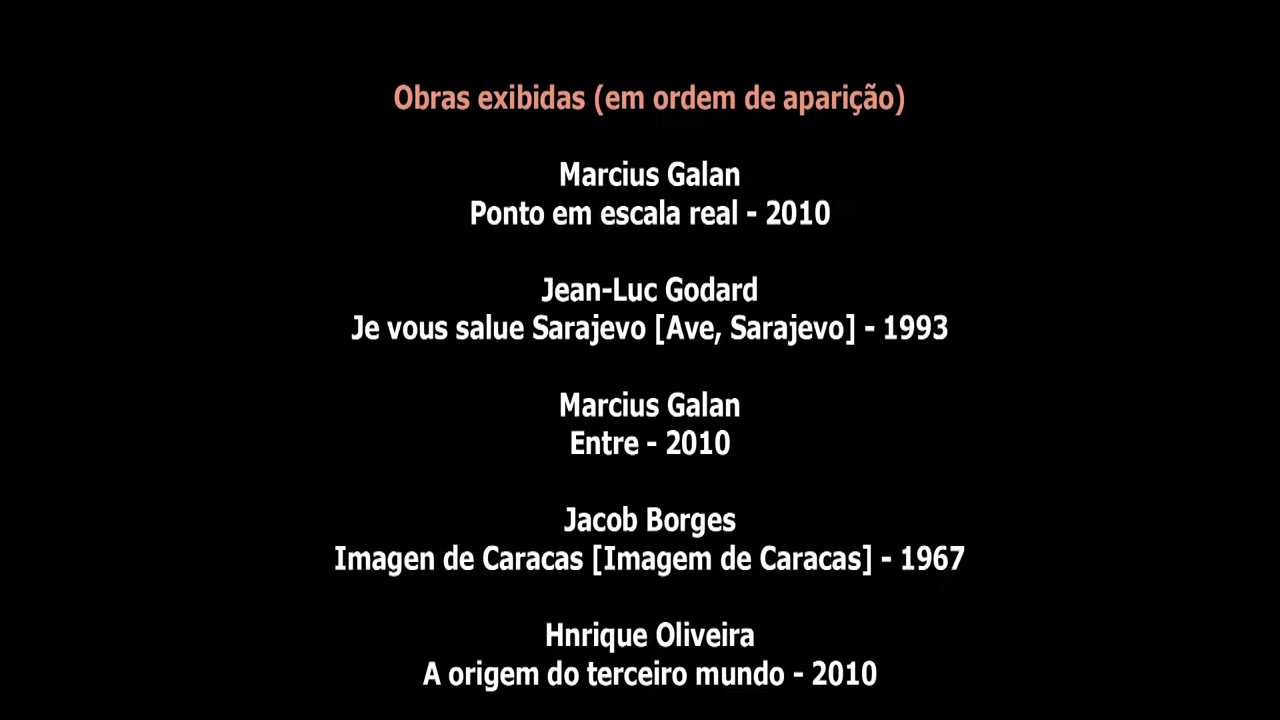 Obras exibidas (em ordem de aparição)
Marcius Galan
Ponto em escala real - 2010
Jean-Luc Godard
Je vous salue Sarajevo [Ave, Sarajevo] - 1993
Marcius Galan
Entre - 2010
Jacob Borges
Imagen de Caracas [Imagem de Caracas] - 1967
Hnrique Oliveira
A origem do terceiro mundo - 2010